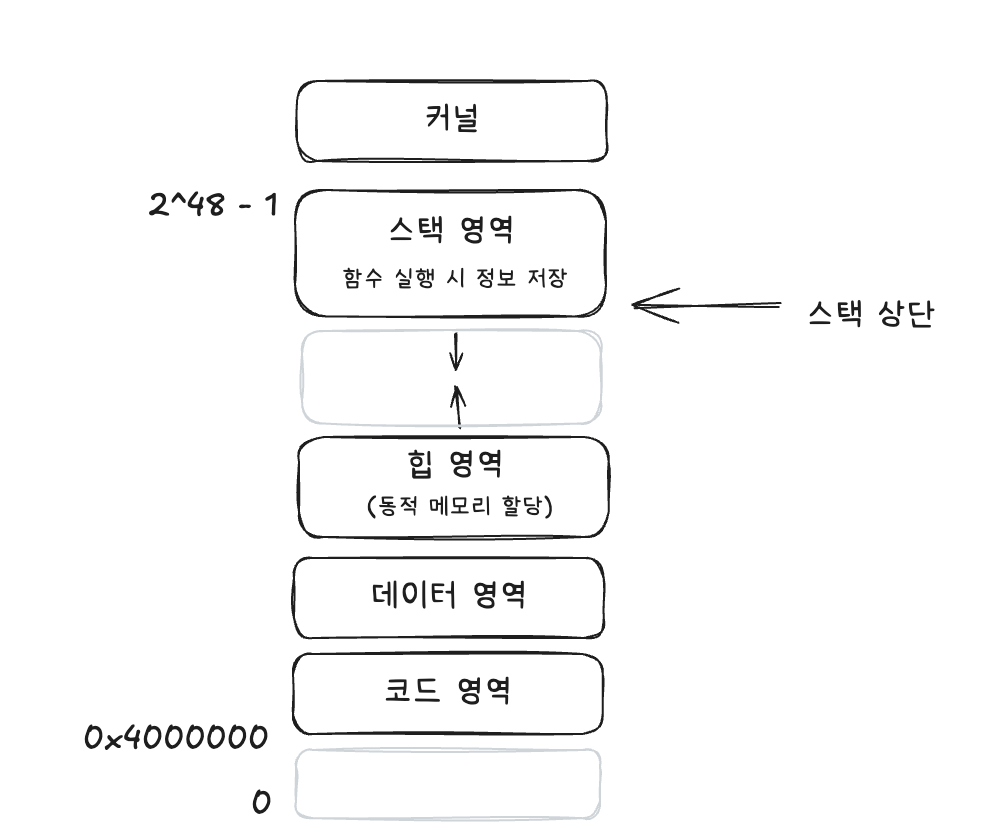 커널
2^48 - 1
스택 영역
함수 실행 시 정보 저장
스택 상단
힙 영역
(동적 메모리 할당)
데이터 영역
코드 영역
0x4000000
0